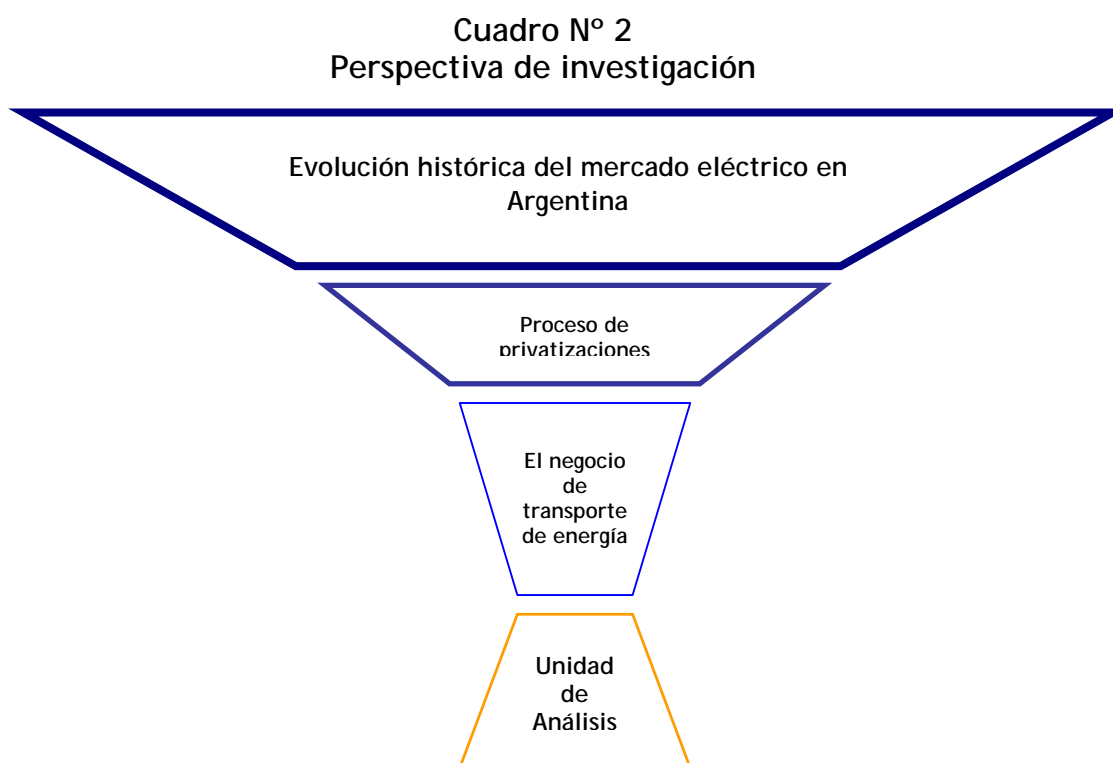 Cuadro Nº 2
Perspectiva de investigación
Evolución histórica del mercado eléctrico en
Argentina
Proceso de
privatizaciones
El negocio
de
transporte
de energía
Unidad
de
Análisis